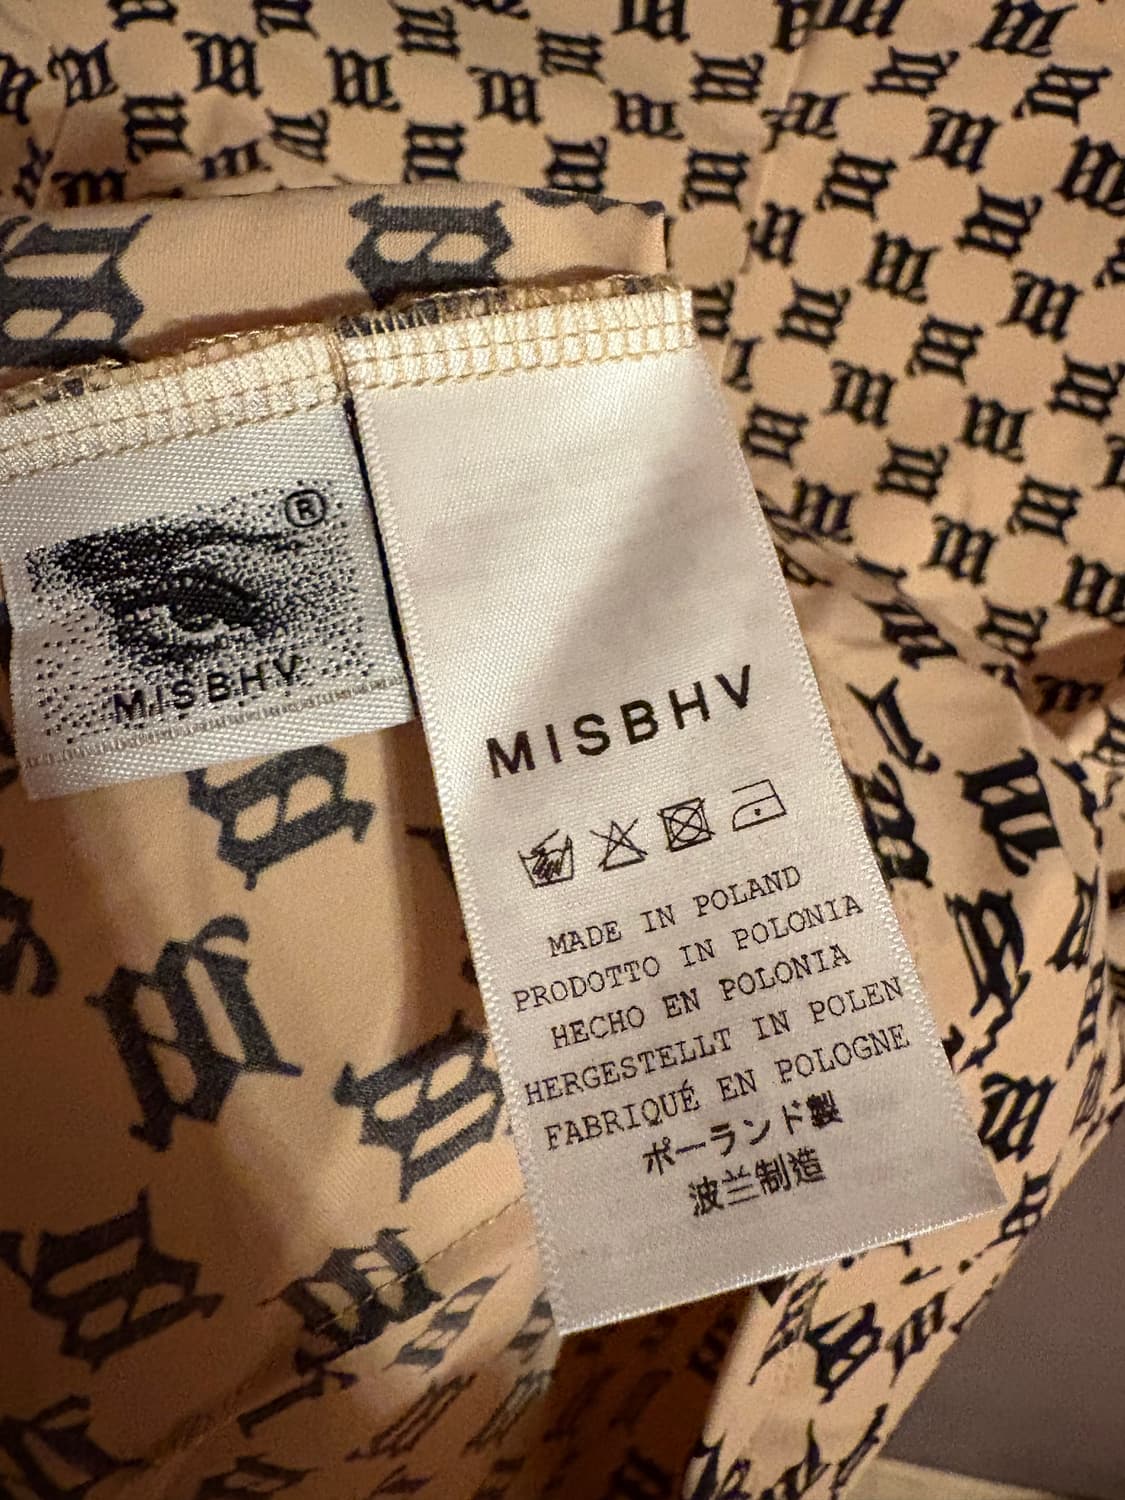 ®
MISBHV
MISBHV
MADE IN POLAND
PRODOTTO IN POLONIA
HECHO EN POLONIA
HERGESTELLT IN POLEN
FABRIQUÉ EN POLOGNE
ポーランド製
波兰制造